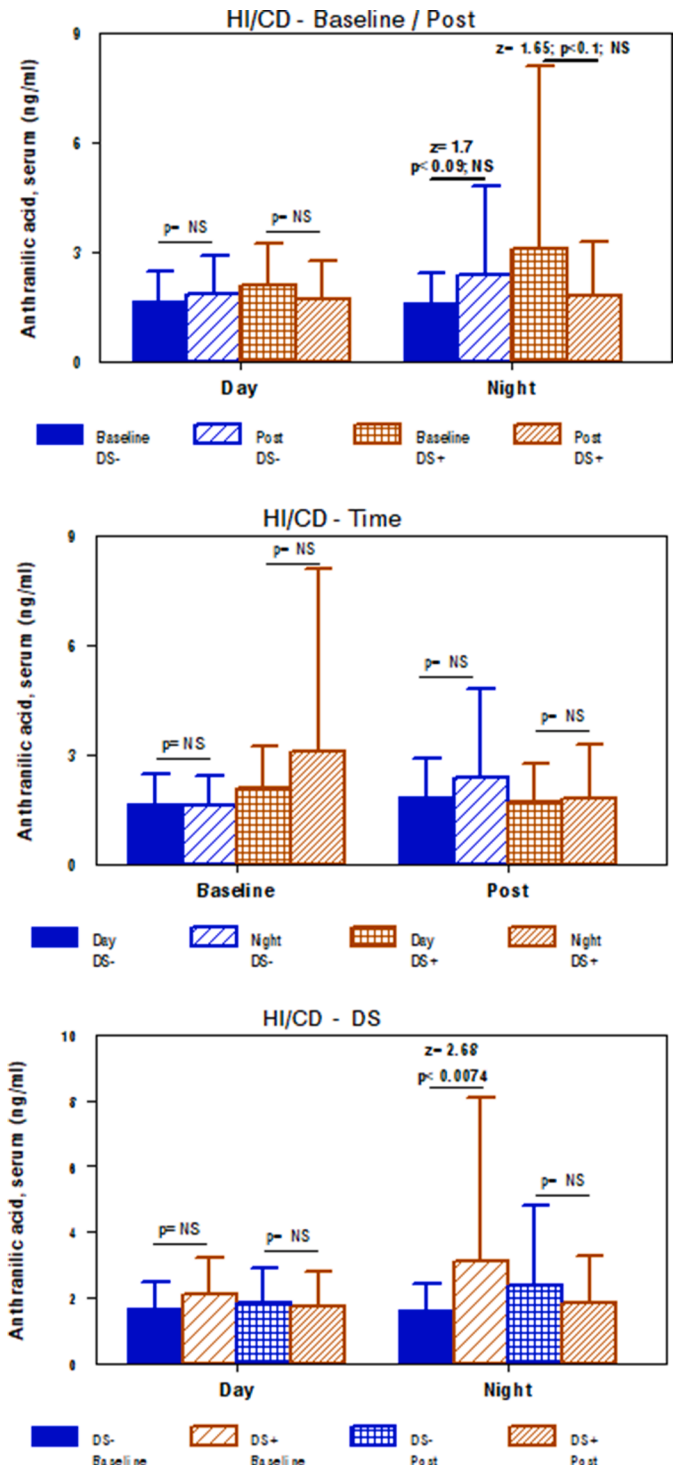 HI/CD - Baseline / Post
Anthranilic acid, serum (ng/ml)
9
6
3
0
z= 1.65; p<0.1; NS
z= 1.7
p< 0.09; NS
p= NS
p= NS
Day
Night
Baseline DS-
Post DS-
Baseline DS+
Post DS+
HI/CD - Time
Anthranilic acid, serum (ng/ml)
9
6
3
0
p= NS
p= NS
p= NS
p= NS
Baseline
Post
Day DS-
Night DS-
Day DS+
Night DS+
HI/CD - DS
Anthranilic acid, serum (ng/ml)
10
8
6
4
2
0
z= 2.68
p< 0.0074
p= NS
p= NS
p= NS
Day
Night
DS- Baseline
DS+ Baseline
DS- Post
DS+ Post